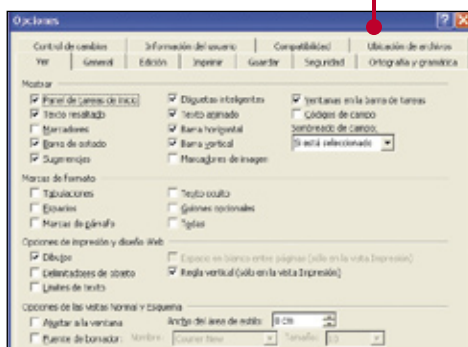 Opciones
Control de cambios Información del usuario Compatibilidad Ubicación de archivos
Ver General Edición Imprimir Guardar Seguridad Ortografía y gramática
Mostrar
Panel de tareas de inicio Etiquetas inteligentes Ventanas en la barra de tareas
Texto resaltado Texto animado Códigos de campo
Marcadores Barra horizontal Sombreado de campo:
Barra de estado Barra vertical Si está seleccionado
Sugerencias Marcadores de imagen
Marcas de formato
Tabulaciones Texto oculto
Espacios Guiones opcionales
Marcas de párrafo Todas
Opciones de impresión y diseño Web
Dibujos Espacio en blanco entre páginas (sólo en la vista Impresión)
Delimitadores de objeto Regla vertical (sólo en la vista Impresión)
Límites de texto
Opciones de las vistas Normal y Esquema
Ajustar a la ventana Ancho del área de estilo: 0 cm
Fuente de borrador: Nombre: Courier New Tamaño: 10